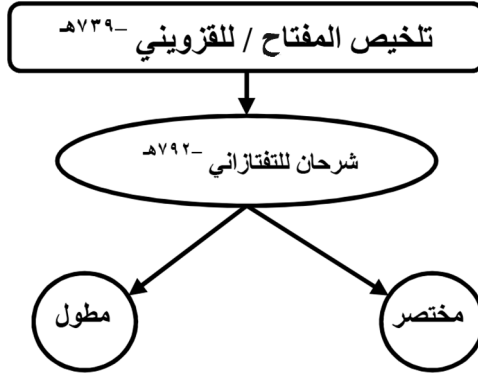 تلخيص المفتاح / للقزويني –٧٣٩هـ
شرحان للتفتازاني –٧٩٢هـ
مختصر
مطول